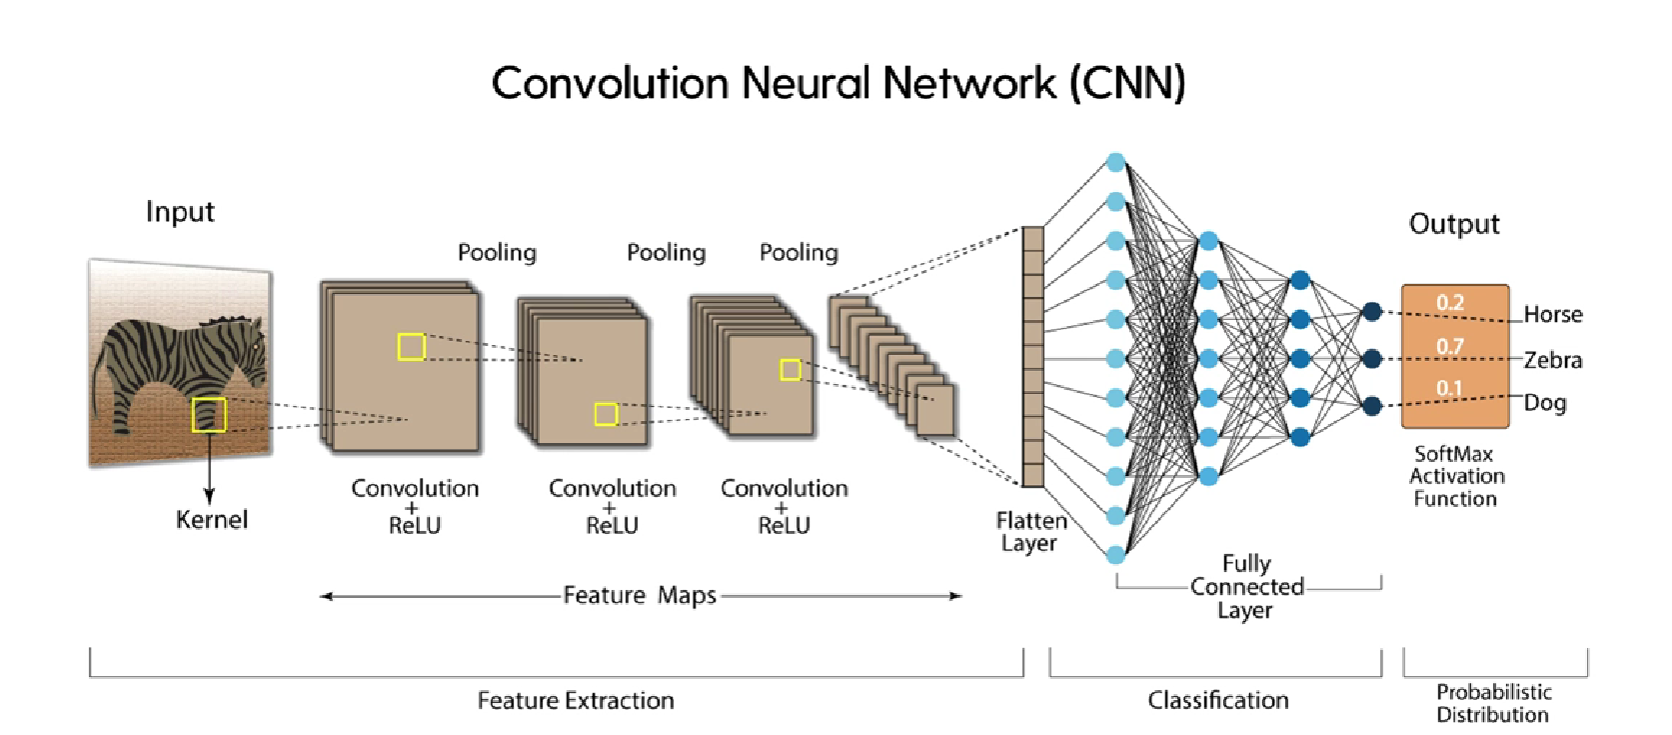 Convolution Neural Network (CNN)
Input
Output
Pooling
Pooling
Pooling
0.2
Horse
0.7
Zebra
0.1
Dog
Kernel
Convolution
+
ReLU
Convolution
+
ReLU
Convolution
+
ReLU
Flatten
Layer
SoftMax
Activation
Function
Fully
Connected
Layer
Feature Maps
Feature Extraction
Classification
Probabilistic
Distribution